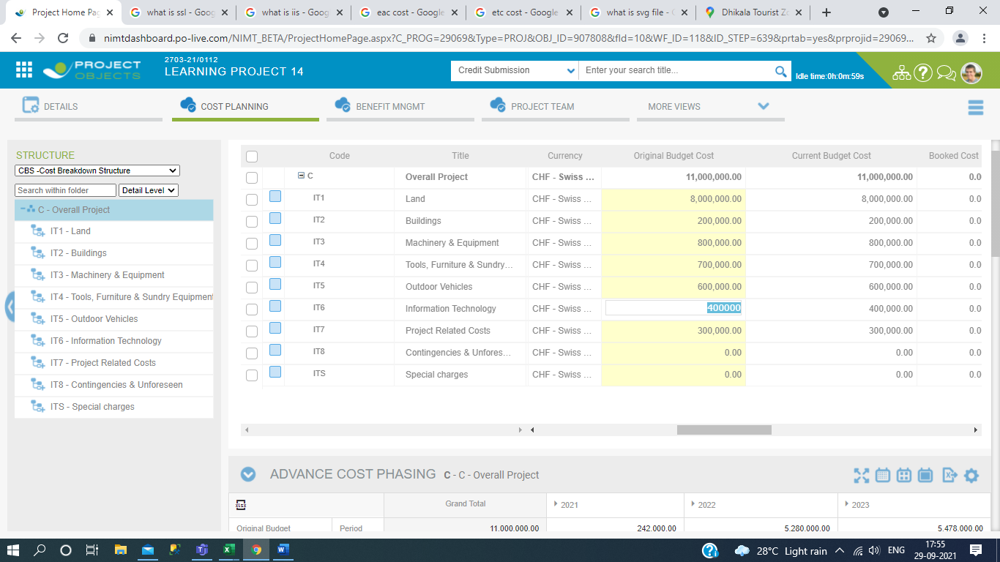 Project Home Pag
what is ssl - Goog
what is iis - Goog
eac cost - Google
etc cost - Google
what is svg file - G
Dhikala Tourist Zo
nimtdashboard.po-live.com/NIMT_BETA/ProjectHomePage.aspx?C_PROG=29069&Type=PROJ&OBJ_ID=907808&fId=10&WF_ID=118&ID_STEP=639&prtab=yes&prprojid=29069...
PROJECT
OBJECTS
2703-21/0112
LEARNING PROJECT 14
Credit Submission
Enter your search title...
Idle time:0h:0m:59s
DETAILS
COST PLANNING
BENEFIT MNGMT
PROJECT TEAM
MORE VIEWS
STRUCTURE
CBS -Cost Breakdown Structure
Search within folder Detail Level
C - Overall Project
IT1 - Land
IT2 - Buildings
IT3 - Machinery & Equipment
IT4 - Tools, Furniture & Sundry Equipment
IT5 - Outdoor Vehicles
IT6 - Information Technology
IT7 - Project Related Costs
IT8 - Contingencies & Unforeseen
ITS - Special charges
Code Title Currency Original Budget Cost Current Budget Cost Booked Cost
C Overall Project CHF - Swiss ... 11,000,000.00 11,000,000.00 0.0
IT1 Land CHF - Swiss ... 8,000,000.00 8,000,000.00 0.0
IT2 Buildings CHF - Swiss ... 200,000.00 200,000.00 0.0
IT3 Machinery & Equipment CHF - Swiss ... 800,000.00 800,000.00 0.0
IT4 Tools, Furniture & Sundry... CHF - Swiss ... 700,000.00 700,000.00 0.0
IT5 Outdoor Vehicles CHF - Swiss ... 600,000.00 600,000.00 0.0
IT6 Information Technology CHF - Swiss ... 400000 400,000.00 0.0
IT7 Project Related Costs CHF - Swiss ... 300,000.00 300,000.00 0.0
IT8 Contingencies & Unfores... CHF - Swiss ... 0.00 0.00 0.0
ITS Special charges CHF - Swiss ... 0.00 0.00 0.0
ADVANCE COST PHASING C - C - Overall Project
XLSX Grand Total 2021 2022 2023
Original Budget Period 11.000.000.00 242.000.00 5.280.000.00 5.478.000.00
28°C Light rain ENG 17:55
29-09-2021